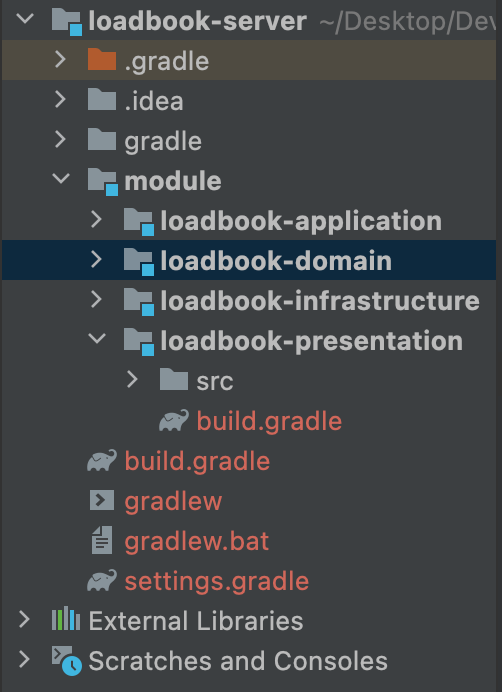 loadbook-server ~/Desktop/Dev
.gradle
.idea
gradle
module
loadbook-application
loadbook-domain
loadbook-infrastructure
loadbook-presentation
src
build.gradle
build.gradle
gradlew
gradlew.bat
settings.gradle
External Libraries
Scratches and Consoles